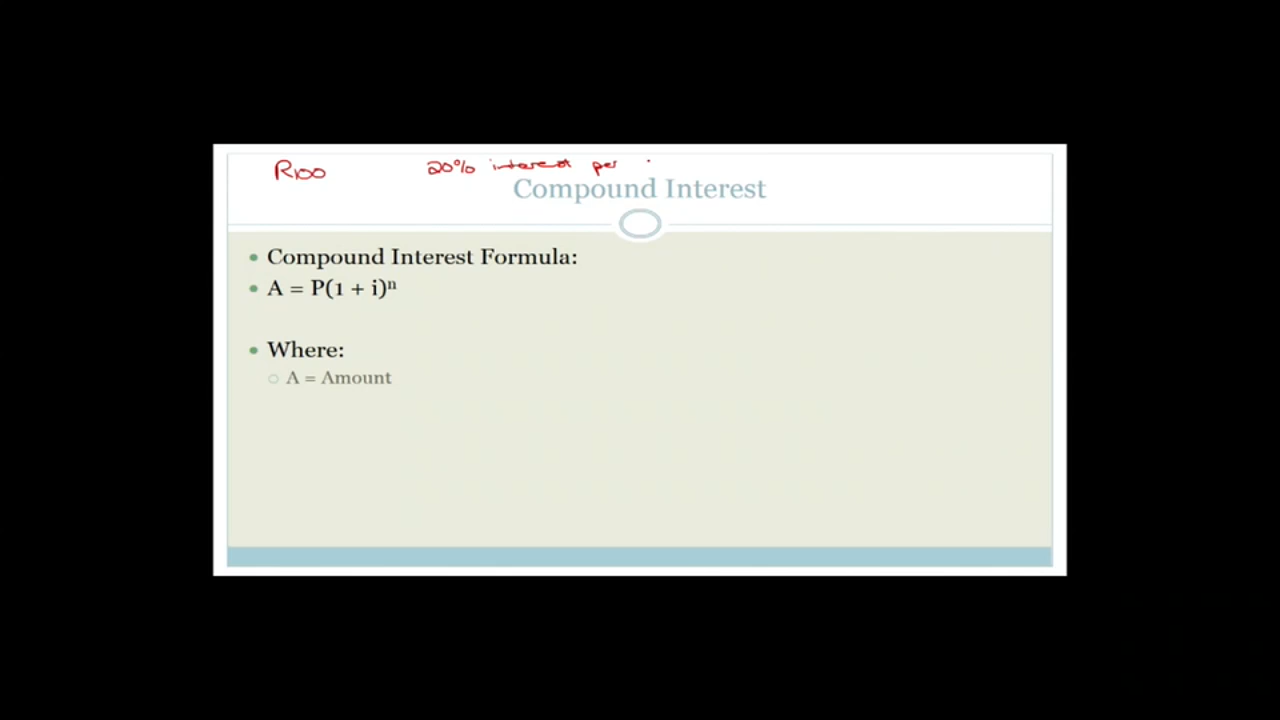 R100 20% interest per
Compound Interest
• Compound Interest Formula:
• A = P(1 + i)ⁿ
• Where:
○ A = Amount